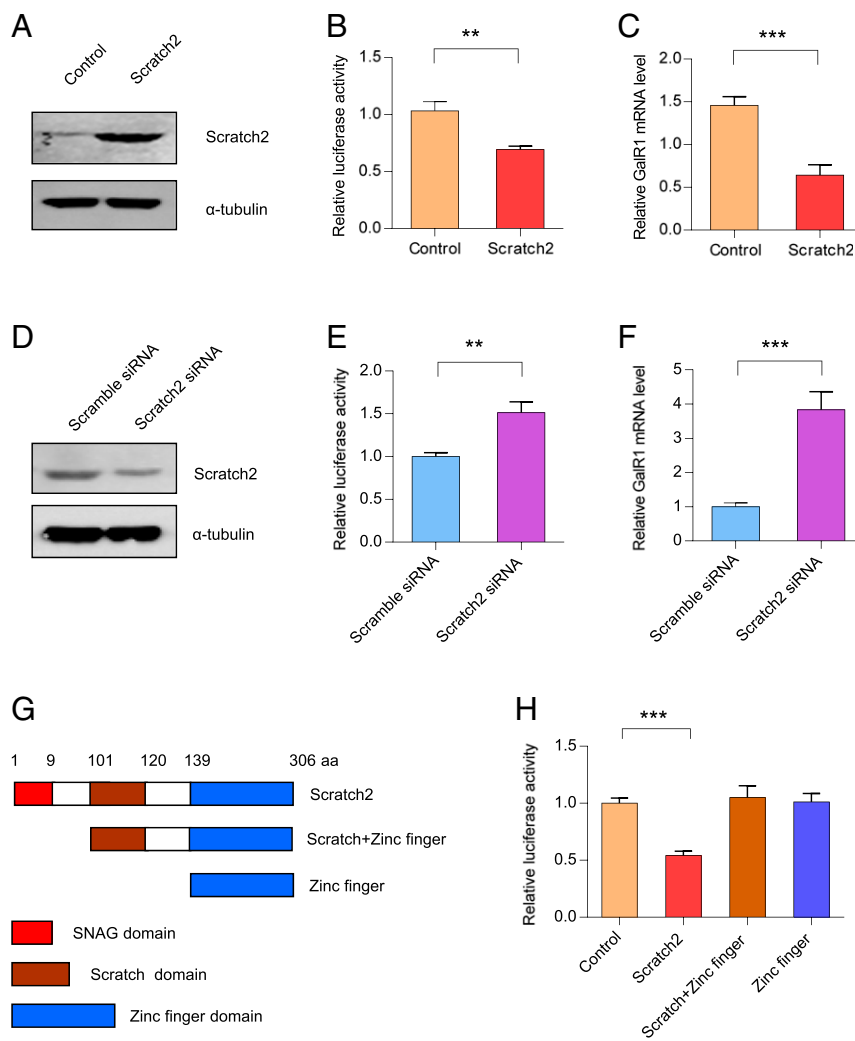 A
Control
Scratch2
Scratch2
α-tubulin
B
**
Relative luciferase activity
1.5
1.0
0.5
0.0
Control Scratch2
C
***
Relative GalR1 mRNA level
2.0
1.5
1.0
0.5
0.0
Control Scratch2
D
Scramble siRNA
Scratch2 siRNA
Scratch2
α-tubulin
E
**
Relative luciferase activity
2.0
1.5
1.0
0.5
0.0
Scramble siRNA
Scratch2 siRNA
F
***
Relative GalR1 mRNA level
5
4
3
2
1
0
Scramble siRNA
Scratch2 siRNA
G
1 9 101 120 139 306 aa
Scratch2
Scratch+Zinc finger
Zinc finger
SNAG domain
Scratch domain
Zinc finger domain
H
***
Relative luciferase activity
1.5
1.0
0.5
0.0
Control
Scratch2
Scratch+Zinc finger
Zinc finger